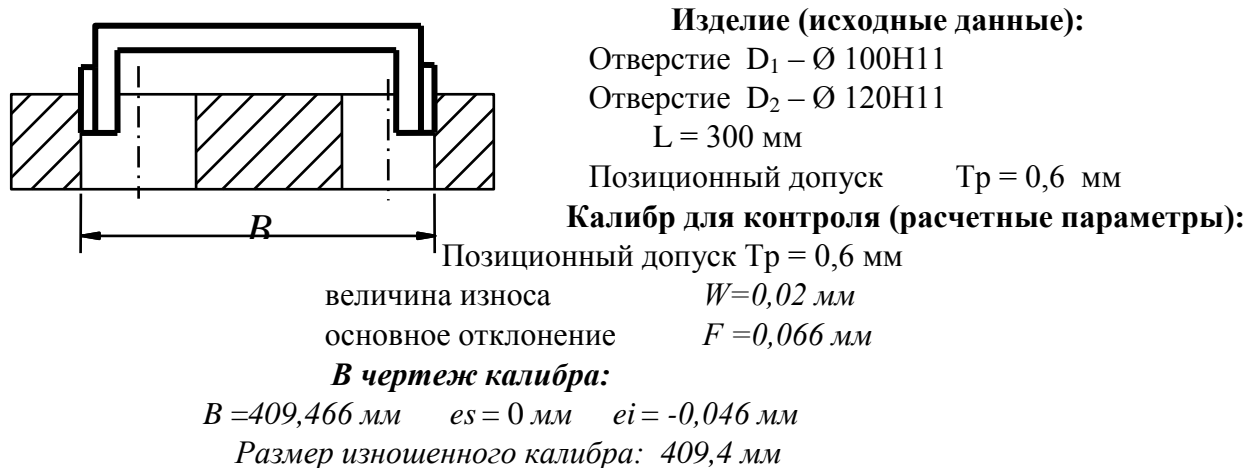 Изделие (исходные данные):
Отверстие D₁ – Ø 100H11
Отверстие D₂ – Ø 120H11
L = 300 мм
Позиционный допуск Tp = 0,6 мм
B
Калибр для контроля (расчетные параметры):
Позиционный допуск Tp = 0,6 мм
величина износа W=0,02 мм
основное отклонение F =0,066 мм
В чертеж калибра:
B =409,466 мм es = 0 мм ei = -0,046 мм
Размер изношенного калибра: 409,4 мм